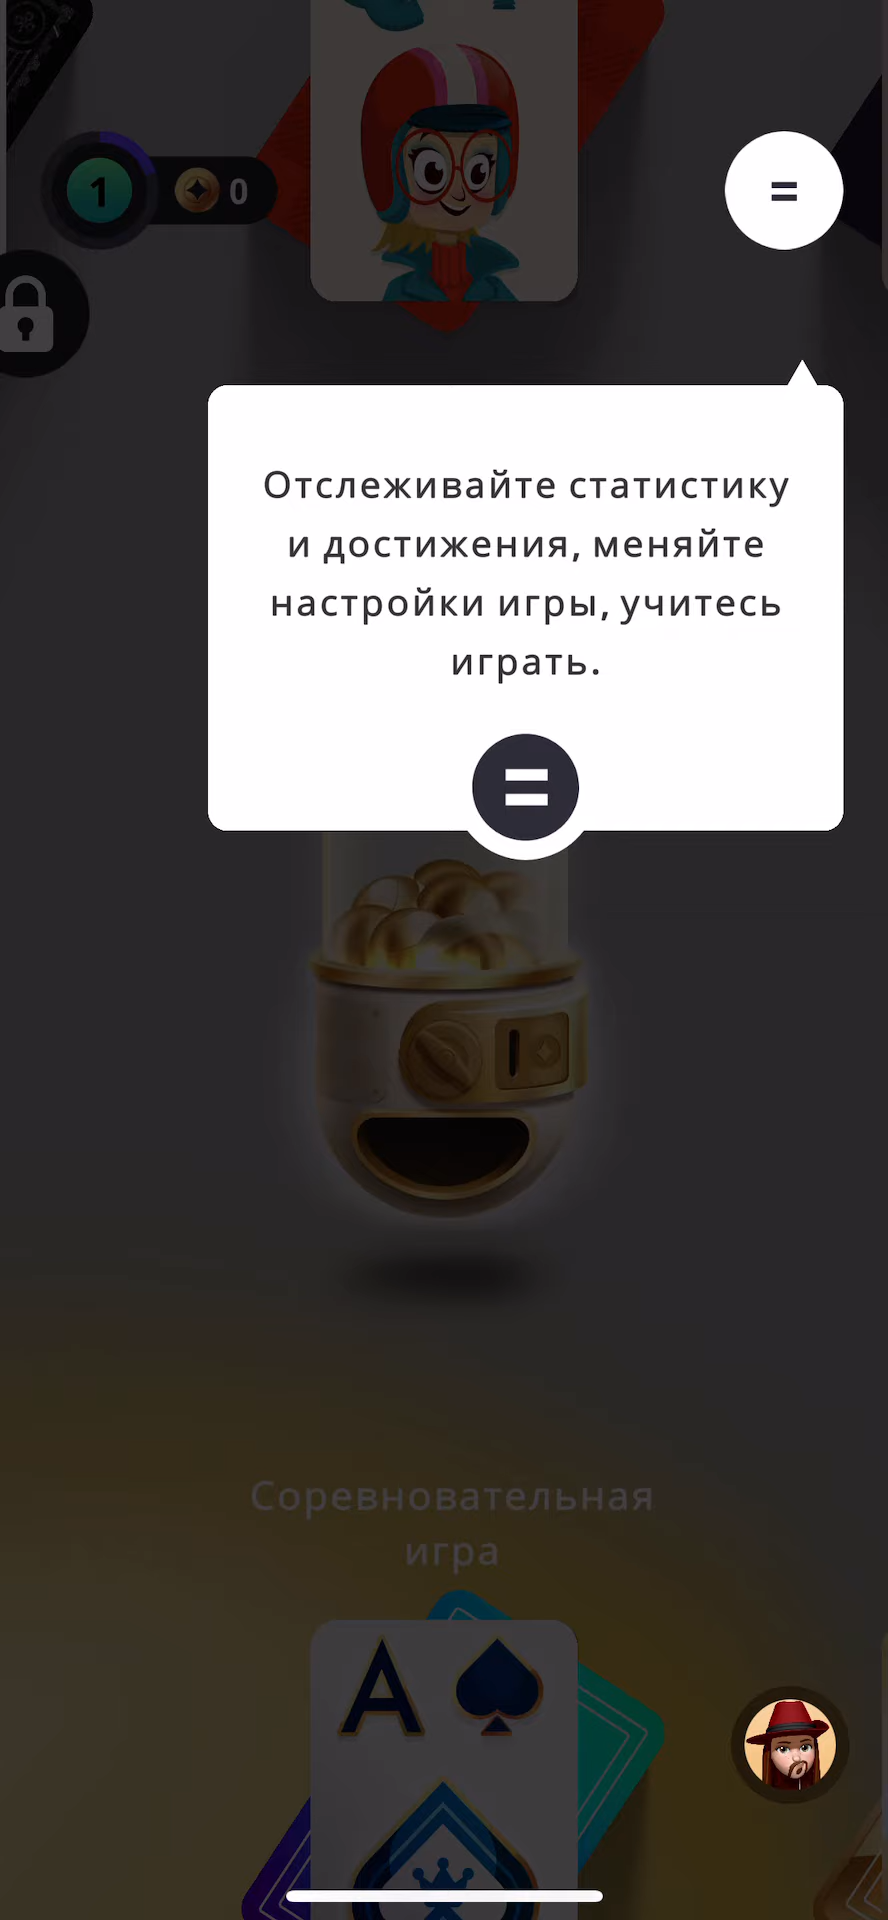 1
0
Отслеживайте статистику
и достижения, меняйте
настройки игры, учитесь
играть.
Соревновательная
игра
A